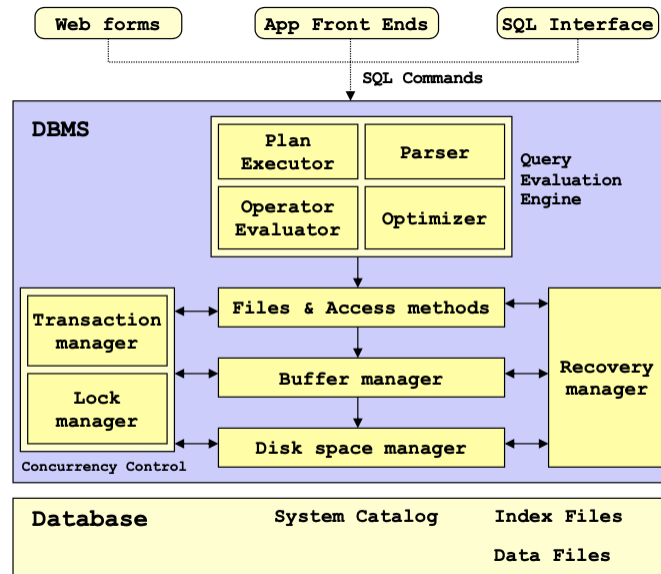 Web forms
App Front Ends
SQL Interface
SQL Commands
DBMS
Plan
Executor
Parser
Operator
Evaluator
Optimizer
Query
Evaluation
Engine
Files & Access methods
Transaction
manager
Lock
manager
Buffer manager
Recovery
manager
Disk space manager
Concurrency Control
Database
System Catalog
Index Files
Data Files